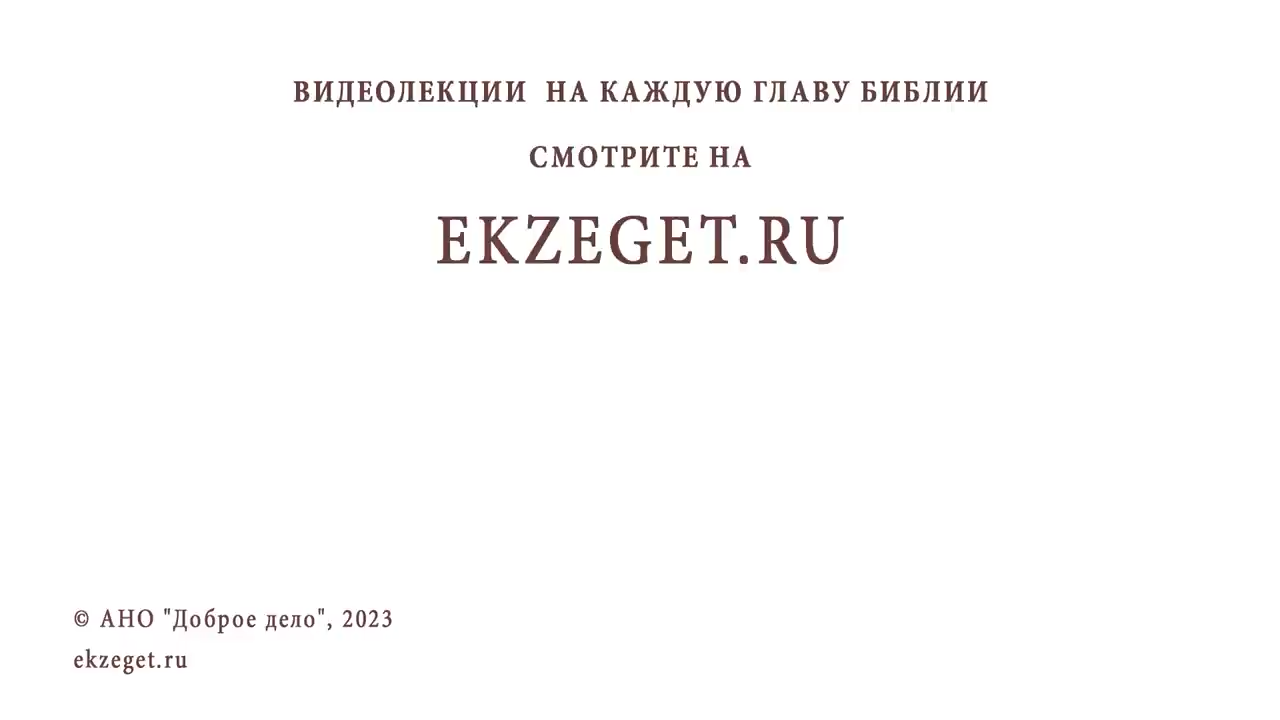 ВИДЕОЛЕКЦИИ НА КАЖДУЮ ГЛАВУ БИБЛИИ
СМОТРИТЕ НА
EKZEGET.RU
© АНО "Доброе дело", 2023
ekzeget.ru